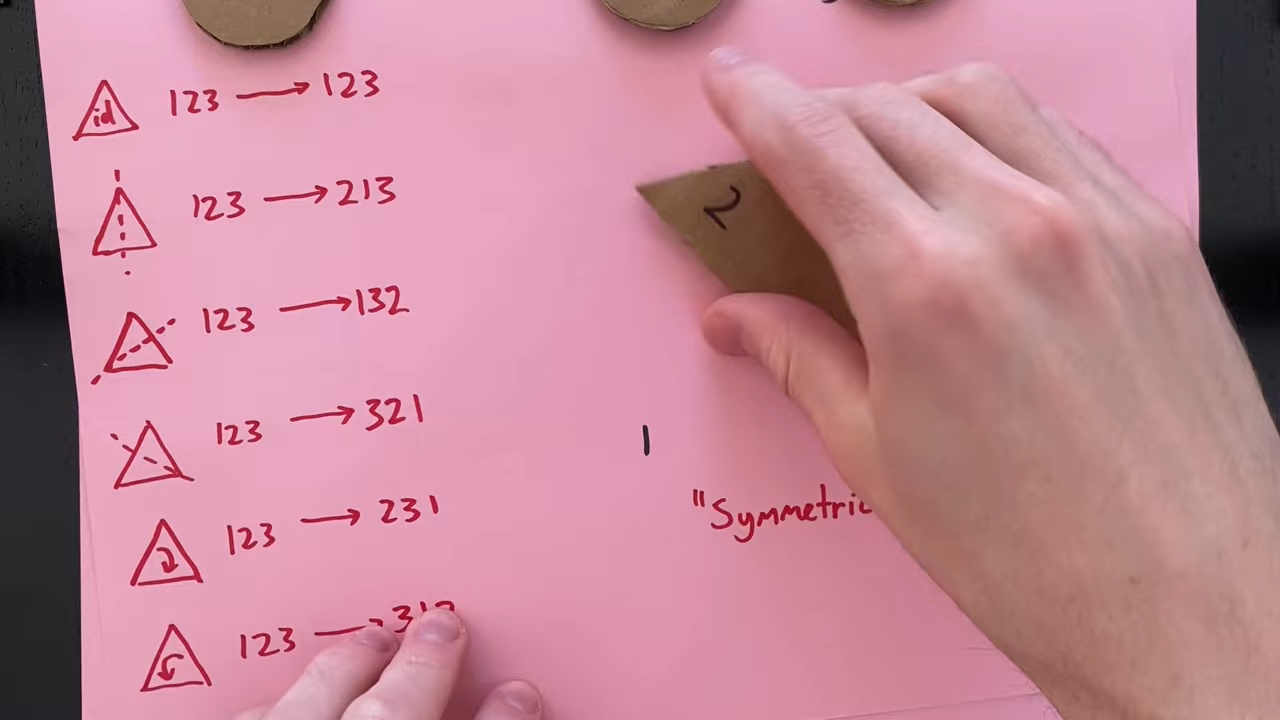 id 123 → 123
123 → 213
2
123 → 132
123 → 321
1
"Symmetric
123 → 231
123 →